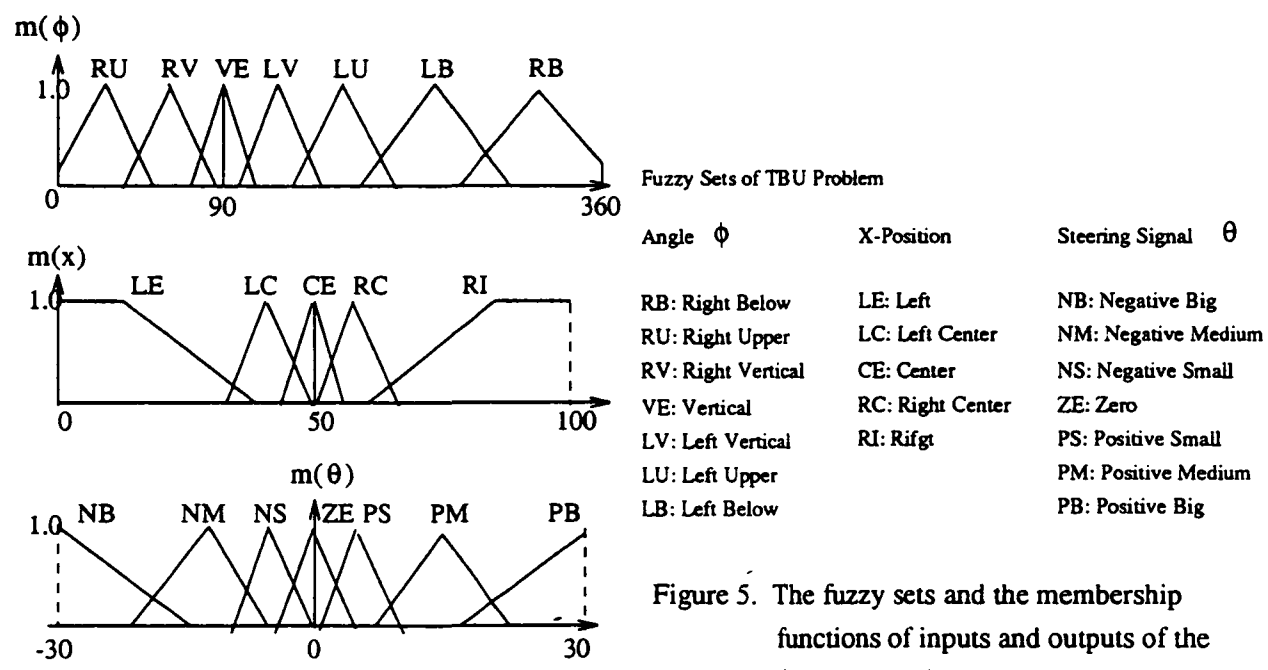 m(ϕ)
RU RV VE LV LU LB RB
1.0
0 90 360
m(x)
LE LC CE RC RI
1.0
0 50 100
m(θ)
NB NM NS ZE PS PM PB
1.0
-30 0 30
Fuzzy Sets of TBU Problem
Angle ϕ X-Position Steering Signal θ
RB: Right Below LE: Left NB: Negative Big
RU: Right Upper LC: Left Center NM: Negative Medium
RV: Right Vertical CE: Center NS: Negative Small
VE: Vertical RC: Right Center ZE: Zero
LV: Left Vertical RI: Rifgt PS: Positive Small
LU: Left Upper PM: Positive Medium
LB: Left Below PB: Positive Big
Figure 5. The fuzzy sets and the membership
functions of inputs and outputs of the